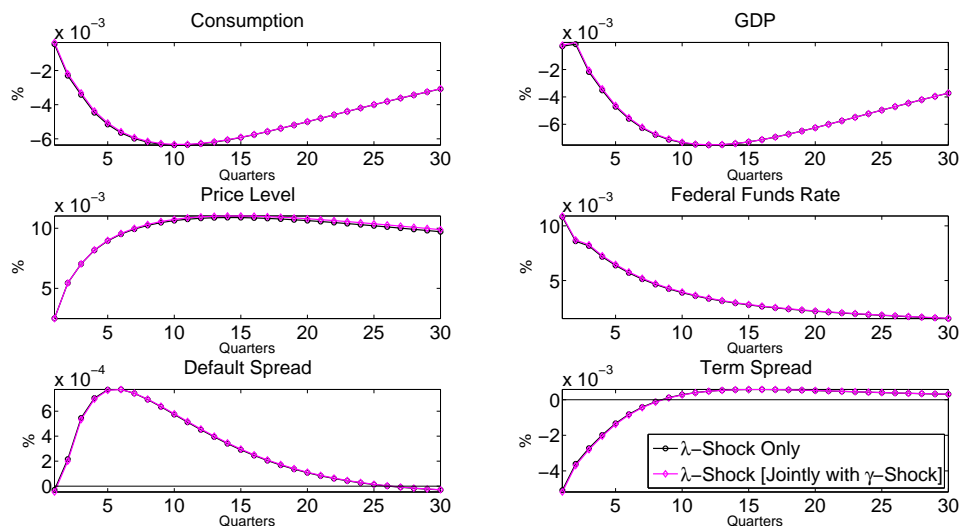 Consumption
x 10−3
%
−2
−4
−6
5 10 15 20 25 30
Quarters
GDP
x 10−3
%
−2
−4
−6
5 10 15 20 25 30
Quarters
Price Level
x 10−3
%
10
5
5 10 15 20 25 30
Quarters
Federal Funds Rate
x 10−3
%
10
5
5 10 15 20 25 30
Quarters
Default Spread
x 10−4
%
6
4
2
0
5 10 15 20 25 30
Quarters
Term Spread
x 10−3
%
0
−2
−4
5 10 15 20 25 30
Quarters
λ−Shock Only
λ−Shock [Jointly with γ−Shock]